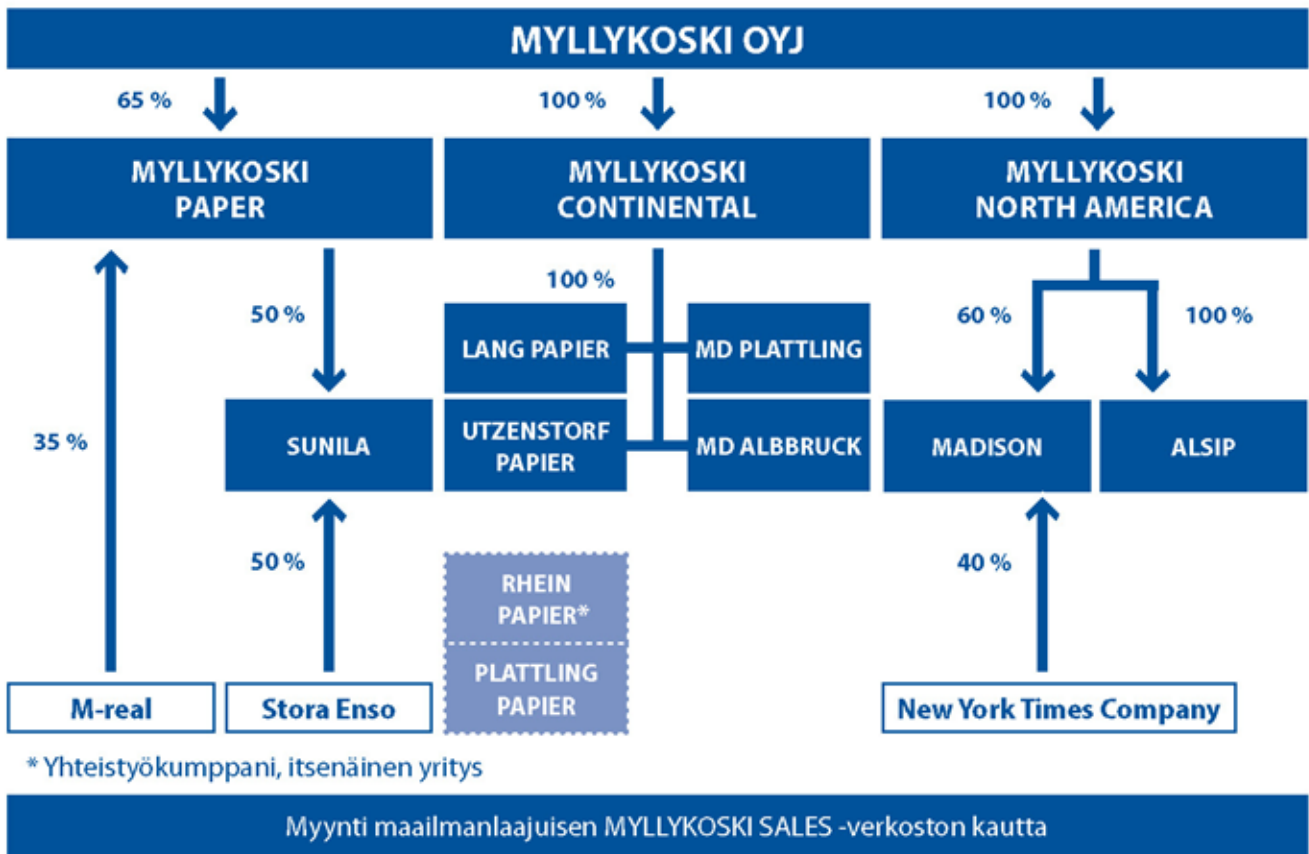 MYLLYKOSKI OYJ
65 %
100 %
100 %
MYLLYKOSKI
PAPER
MYLLYKOSKI
CONTINENTAL
MYLLYKOSKI
NORTH AMERICA
100 %
50 %
60 %
100 %
LANG PAPIER
MD PLATTLING
35 %
SUNILA
UTZENSTORF
PAPIER
MD ALBBRUCK
MADISON
ALSIP
50 %
40 %
RHEIN
PAPIER*
PLATTLING
PAPIER
M-real
Stora Enso
New York Times Company
* Yhteistyökumppani, itsenäinen yritys
Myynti maailmanlaajuisen MYLLYKOSKI SALES -verkoston kautta